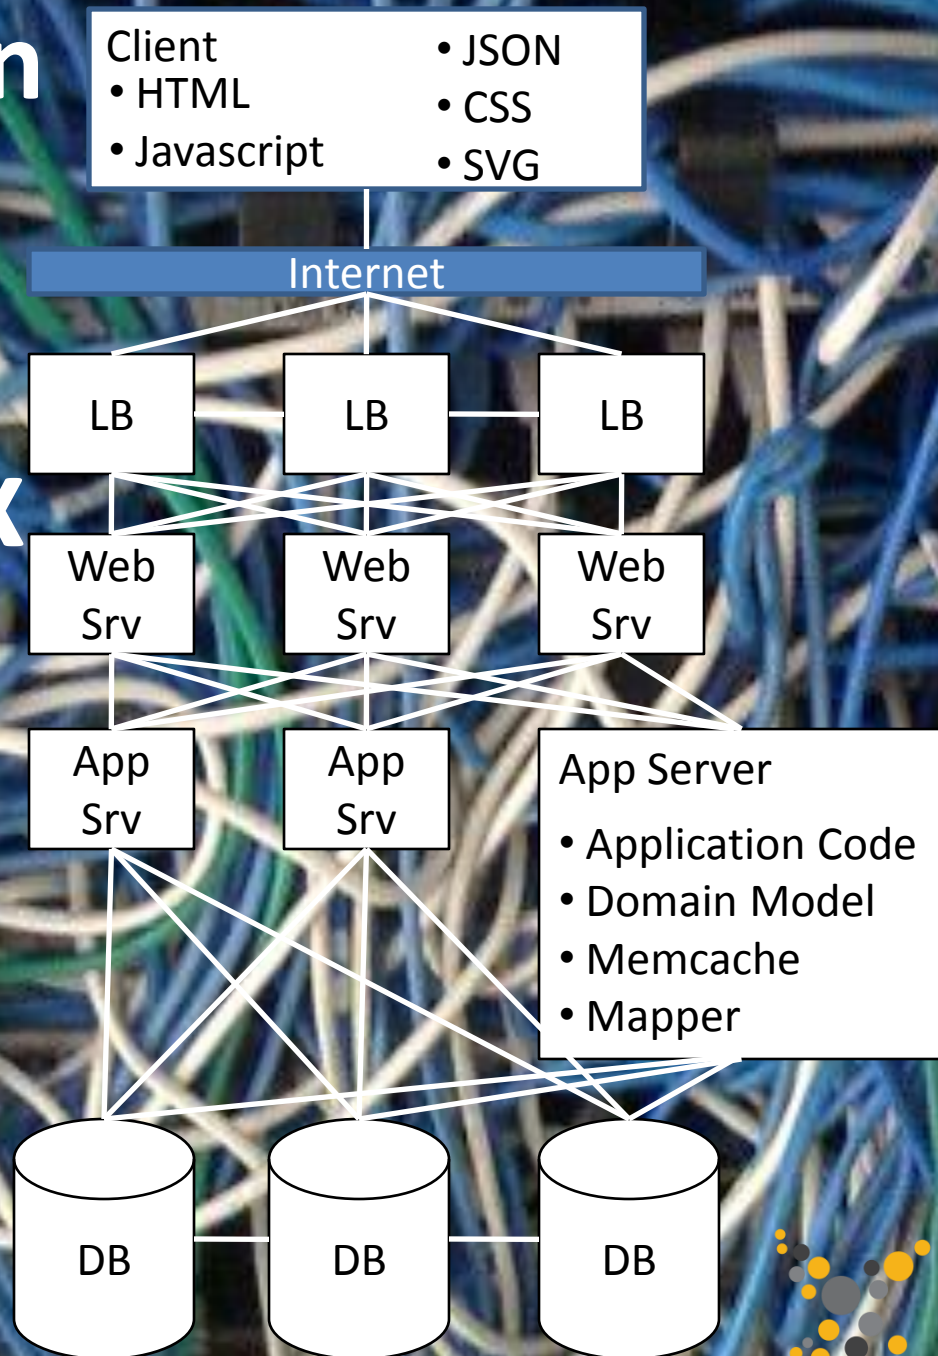 n
Client
• HTML
• Javascript
• JSON
• CSS
• SVG
Internet
LB LB LB
x
Web Web Web
Srv Srv Srv
App App
Srv Srv
App Server
• Application Code
• Domain Model
• Memcache
• Mapper
DB DB DB